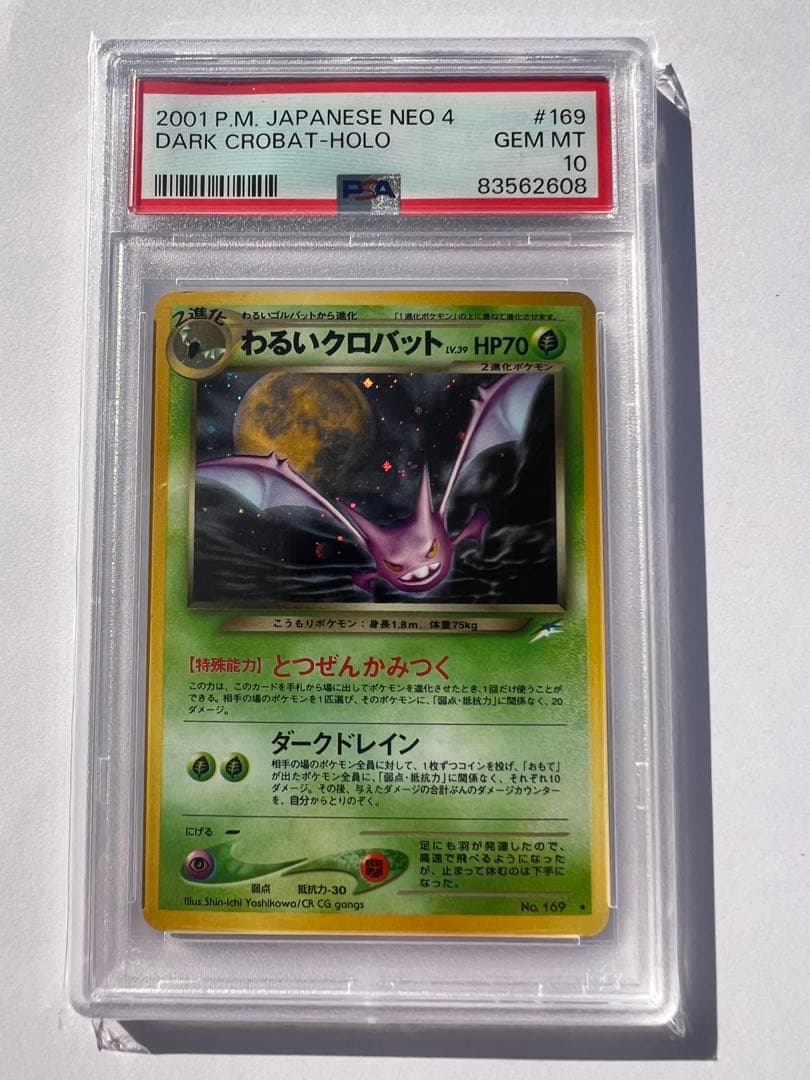 2001 P.M. JAPANESE NEO 4 #169
DARK CROBAT-HOLO GEM MT
10
PSA 83562608
2進化 わるいゴルバットから進化 「1進化ポケモン」の上に重ねて進化させます。
わるいクロバット LV.39 HP70
2進化ポケモン
こうもりポケモン：身長1.8m、体重75kg
【特殊能力】とつぜんかみつく
この力は、このカードを手札から場に出してポケモンを進化させたとき、1回だけ使うことが
できる。相手の場のポケモンを1匹選び、そのポケモンに、「弱点・抵抗力」に関係なく、20
ダメージ。
ダークドレイン
相手の場のポケモン全員に対して、1枚ずつコインを投げ、「おもて」
が出たポケモン全員に、「弱点・抵抗力」に関係なく、それぞれ10
ダメージ。その後、与えたダメージの合計ぶんのダメージカウンター
を、自分からとりのぞく。
にげる
弱点 抵抗力-30
足にも羽が発達したので、
高速で飛べるようになった
が、止まって休むのは下手に
なった。
Illus.Shin-ichi Yoshikawa/CR CG gangs No. 169 ★